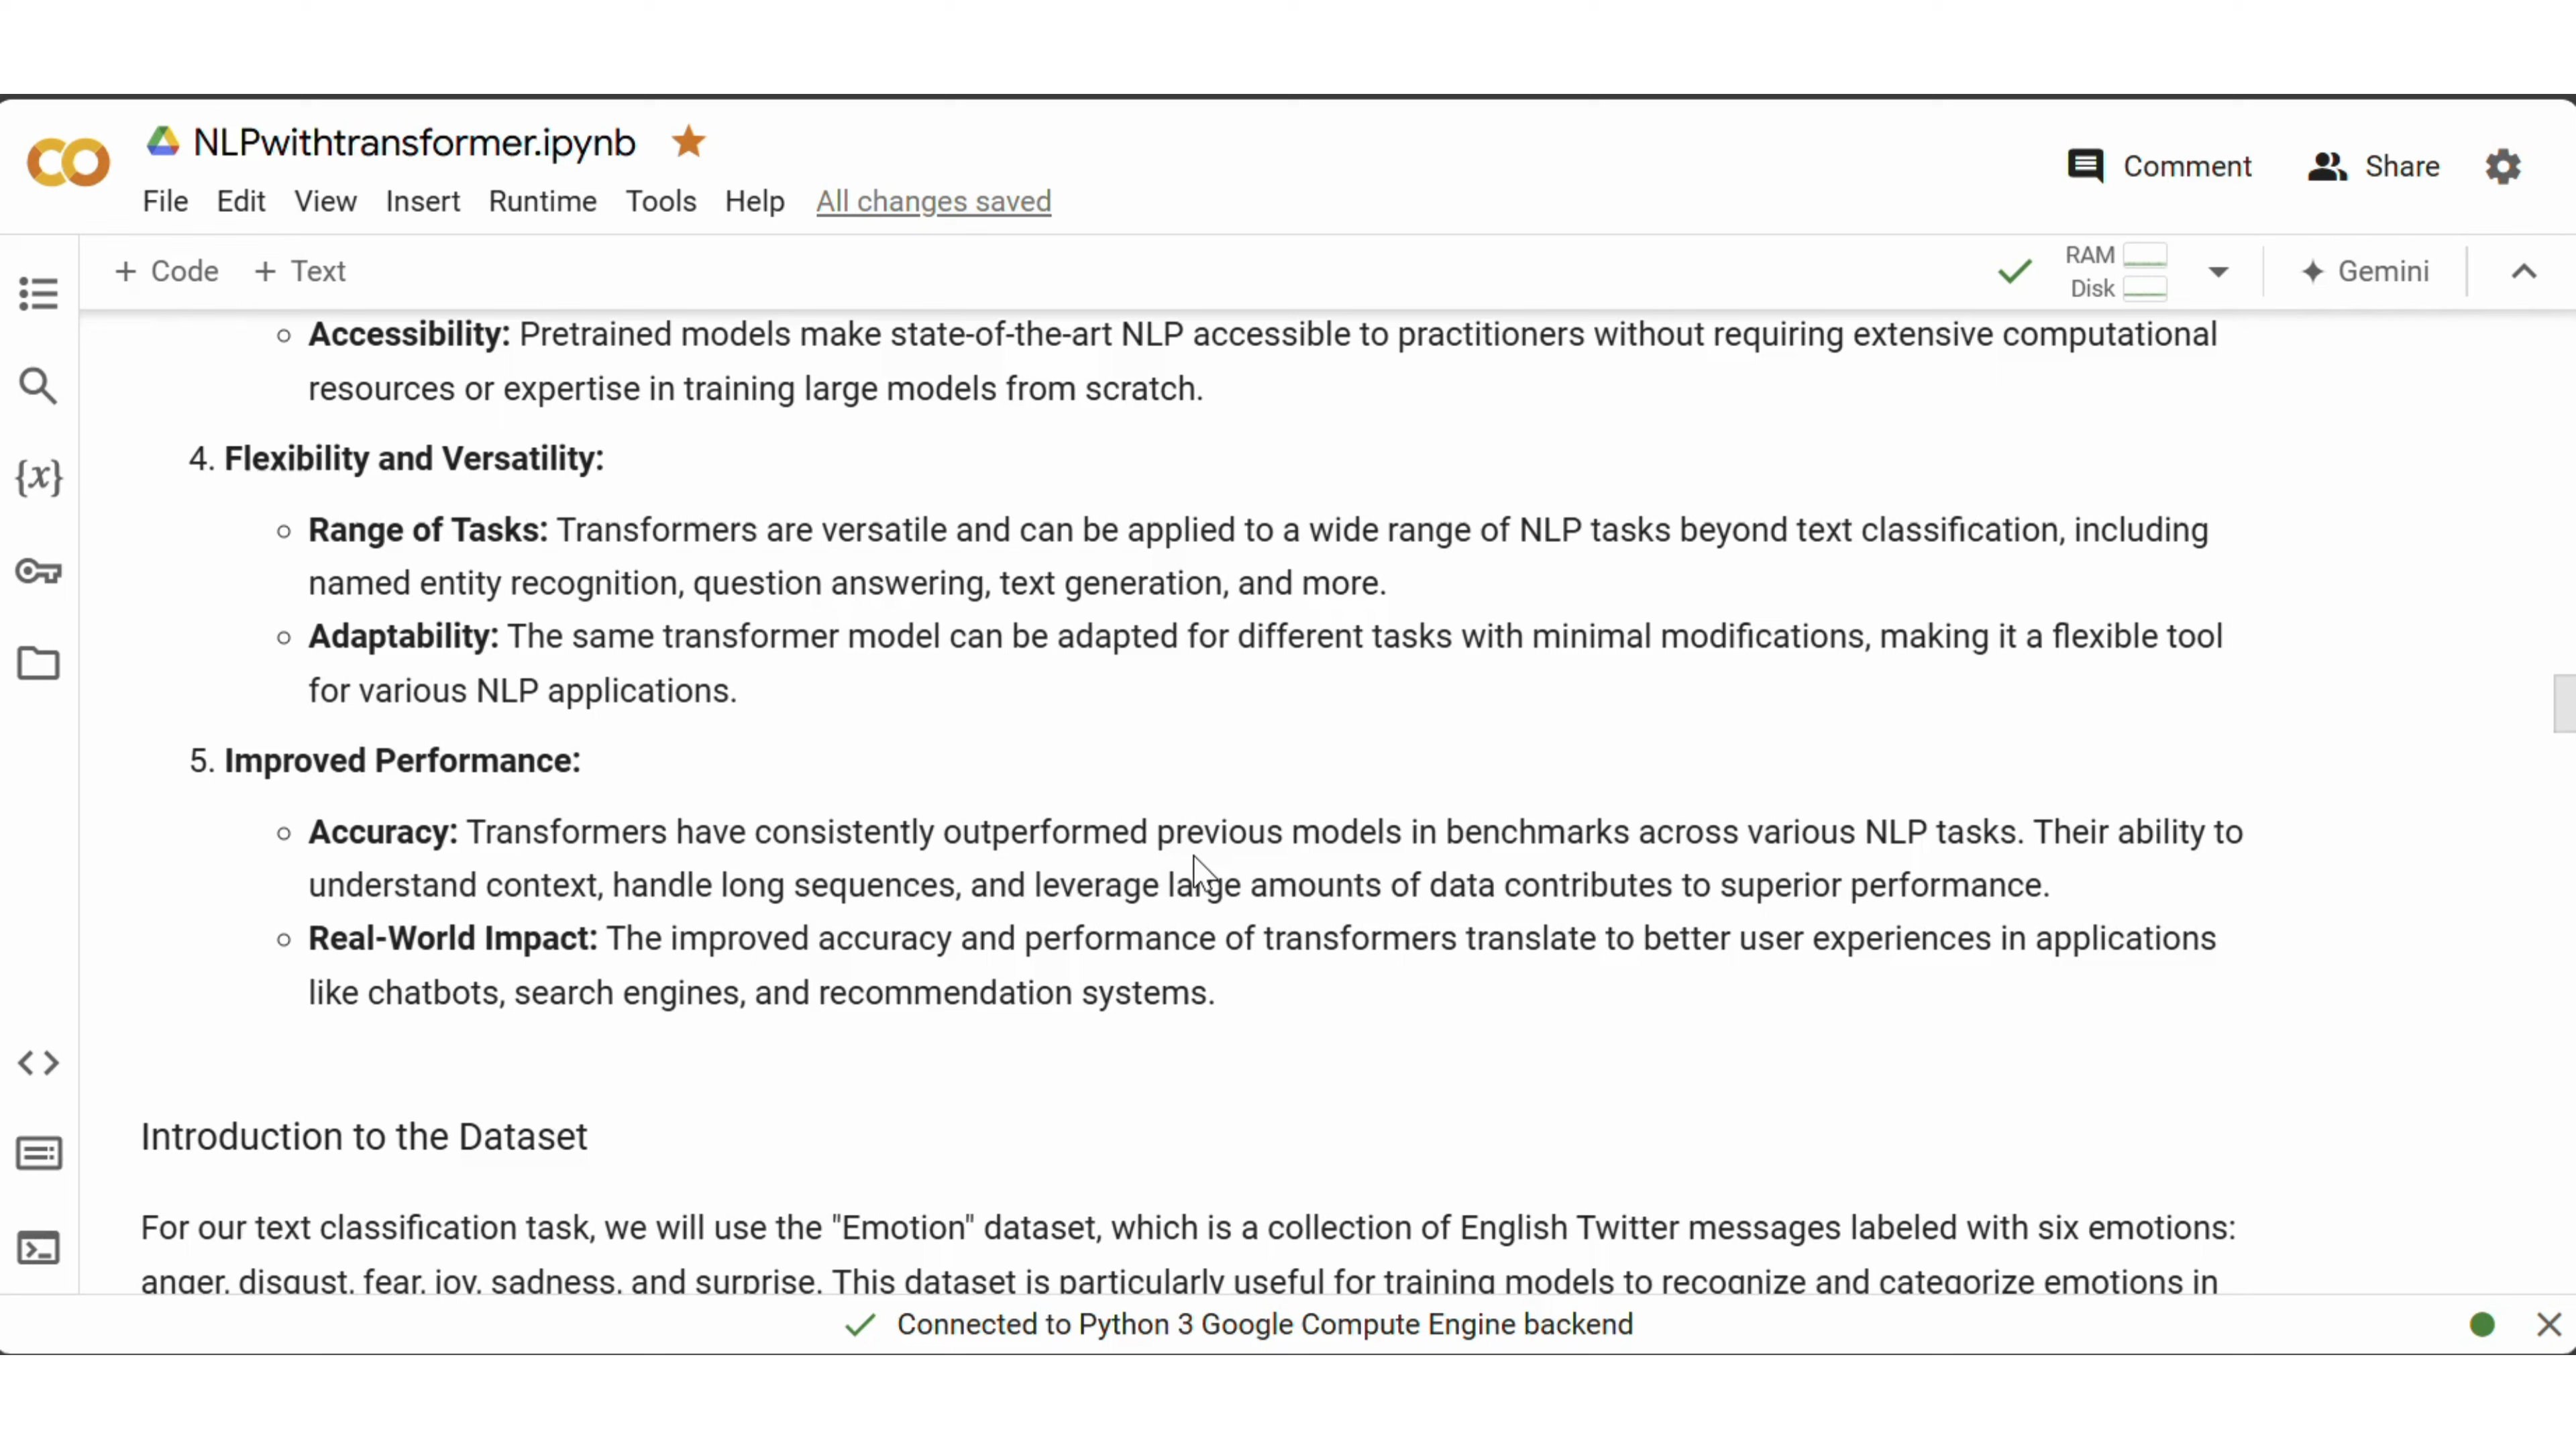 NLPwithtransformer.ipynb
File Edit View Insert Runtime Tools Help All changes saved
Comment Share
+ Code + Text
RAM
Disk
Gemini
{x}
◦ Accessibility: Pretrained models make state-of-the-art NLP accessible to practitioners without requiring extensive computational
resources or expertise in training large models from scratch.
4. Flexibility and Versatility:
◦ Range of Tasks: Transformers are versatile and can be applied to a wide range of NLP tasks beyond text classification, including
named entity recognition, question answering, text generation, and more.
◦ Adaptability: The same transformer model can be adapted for different tasks with minimal modifications, making it a flexible tool
for various NLP applications.
5. Improved Performance:
◦ Accuracy: Transformers have consistently outperformed previous models in benchmarks across various NLP tasks. Their ability to
understand context, handle long sequences, and leverage large amounts of data contributes to superior performance.
◦ Real-World Impact: The improved accuracy and performance of transformers translate to better user experiences in applications
like chatbots, search engines, and recommendation systems.
Introduction to the Dataset
For our text classification task, we will use the "Emotion" dataset, which is a collection of English Twitter messages labeled with six emotions:
anger, disgust, fear, joy, sadness, and surprise. This dataset is particularly useful for training models to recognize and categorize emotions in
Connected to Python 3 Google Compute Engine backend